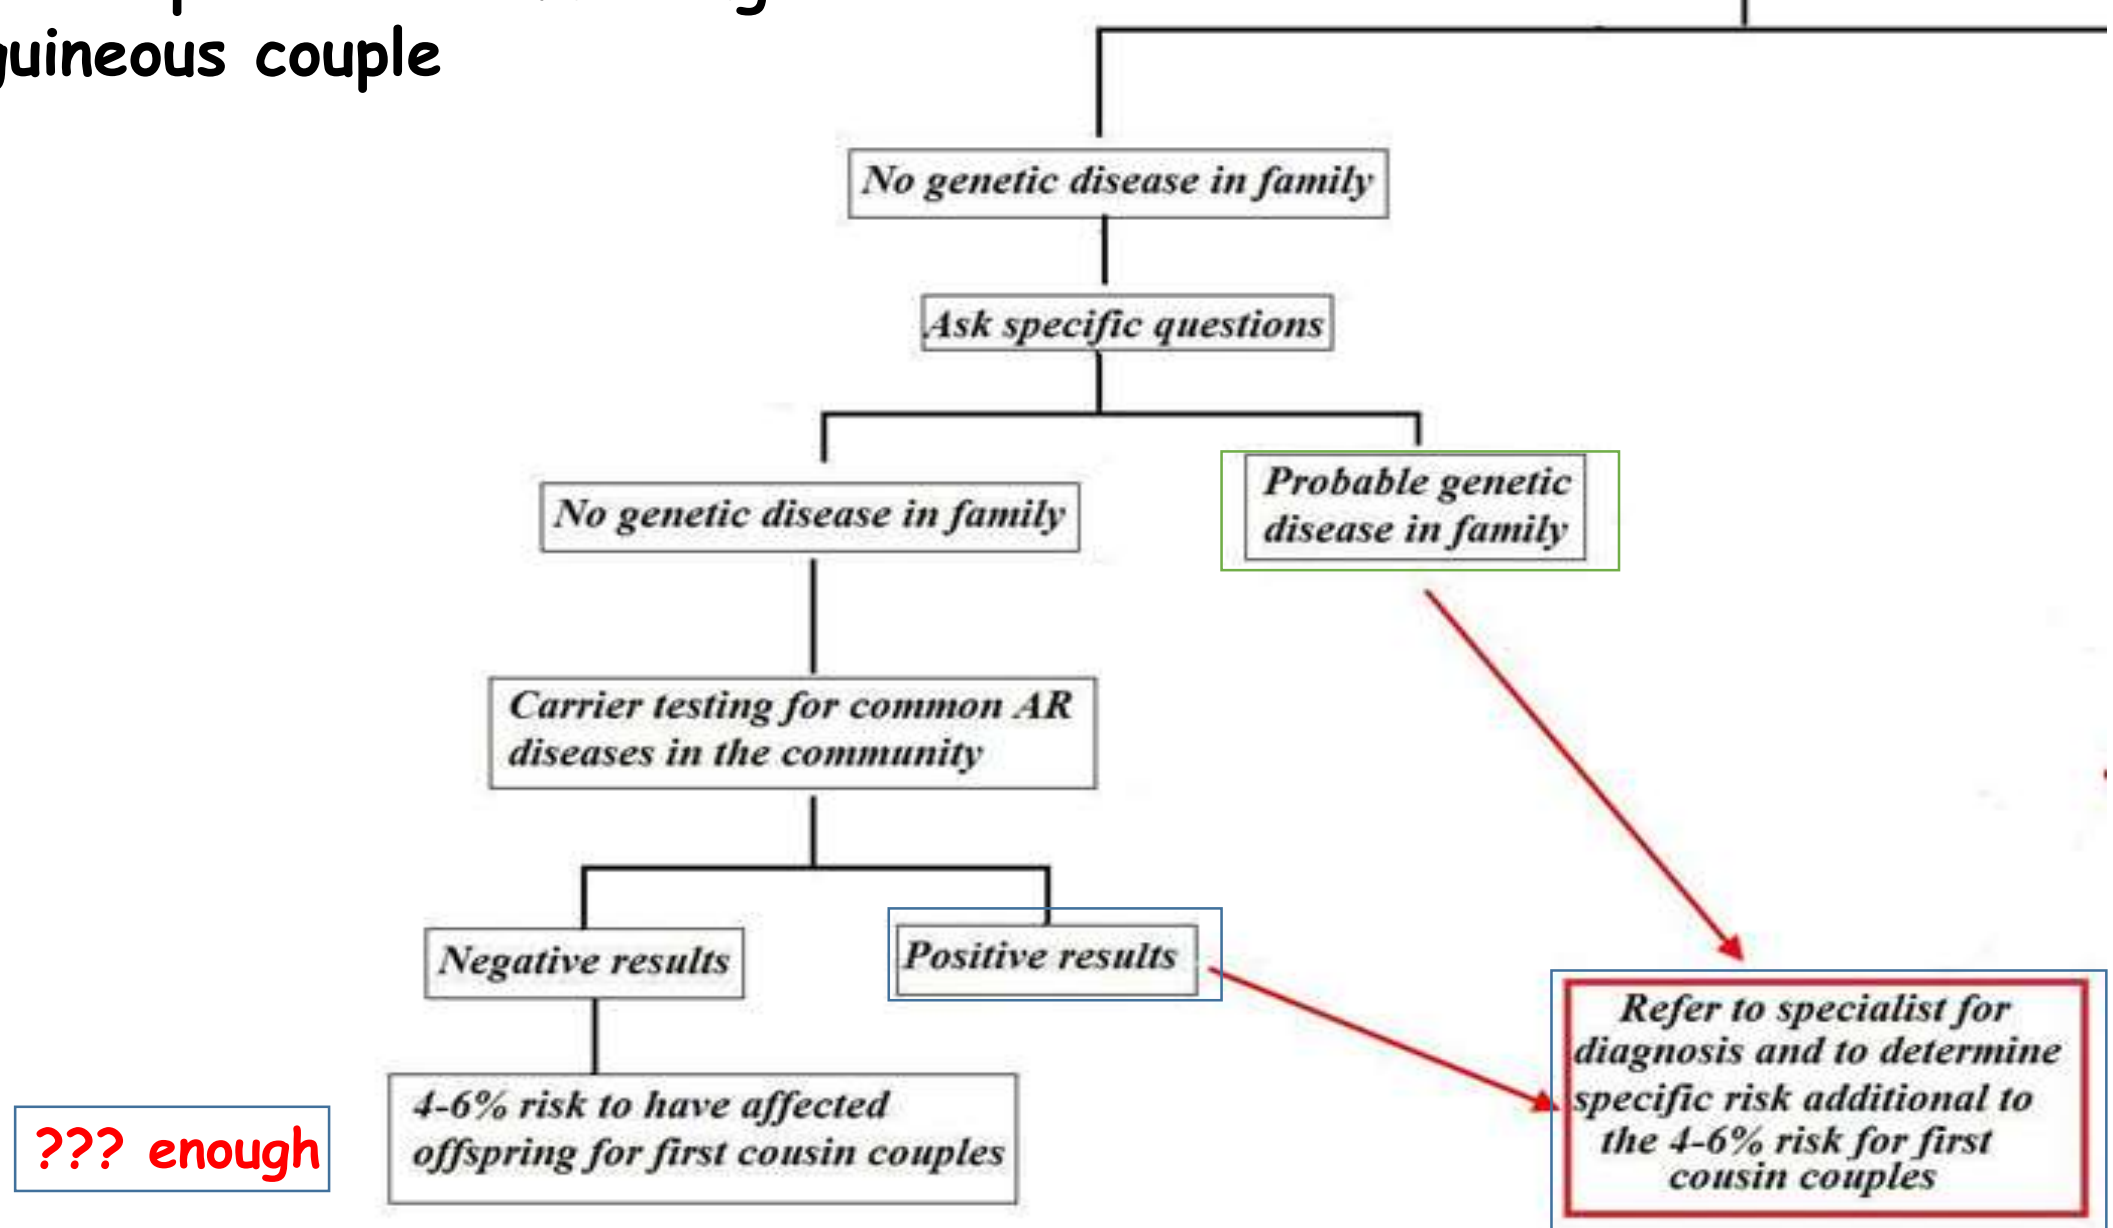 guineous couple
No genetic disease in family
Ask specific questions
No genetic disease in family
Probable genetic
disease in family
Carrier testing for common AR
diseases in the community
Negative results
Positive results
4-6% risk to have affected
offspring for first cousin couples
??? enough
Refer to specialist for
diagnosis and to determine
specific risk additional to
the 4-6% risk for first
cousin couples